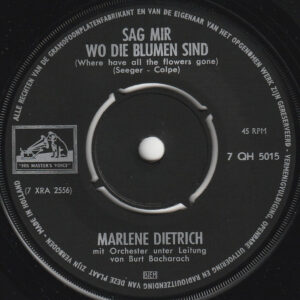 ALLE RECHTEN VAN DE GRAMOFOONPLATENFABRIKANT EN VAN DE EIGENAAR VAN HET OPGENOMEN WERK ZIJN GERESERVEERD
SAG MIR
WO DIE BLUMEN SIND
(Where have all the flowers gone)
(Seeger - Colpe)
"HIS MASTER'S VOICE"
(7 XRA 2556)
45 RPM
7 QH 5015
MARLENE DIETRICH
mit Orchester unter Leitung
von Burt Bacharach
BIEM
VERMENIGVULDIGING, OPENBARE UITVOERING EN RADIOUITZENDING VAN DEZE PLAAT ZIJN VERBODEN - MADE IN HOLLAND